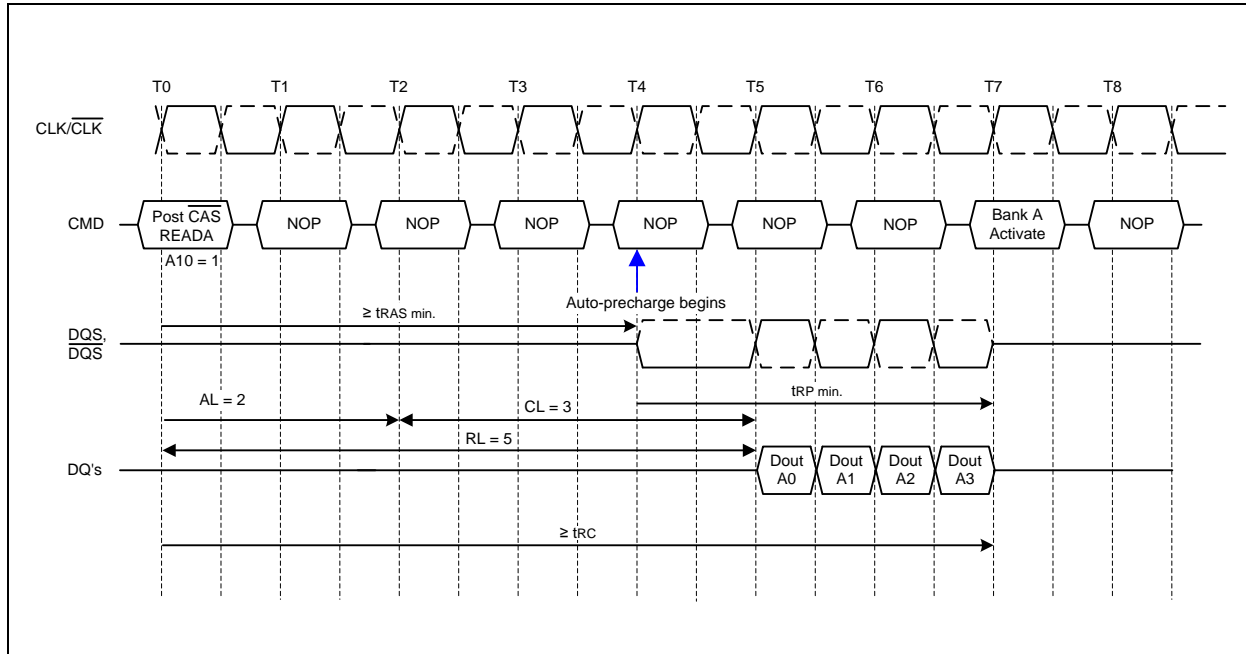 T0 T1 T2 T3 T4 T5 T6 T7 T8
CLK/CLK
CMD
Post CAS
READA
NOP NOP NOP NOP NOP NOP
Bank A
Activate
NOP
A10 = 1
Auto-precharge begins
≥ tRAS min.
DQS,
DQS
tRP min.
AL = 2
CL = 3
RL = 5
DQ's
Dout
A0
Dout
A1
Dout
A2
Dout
A3
≥ tRC